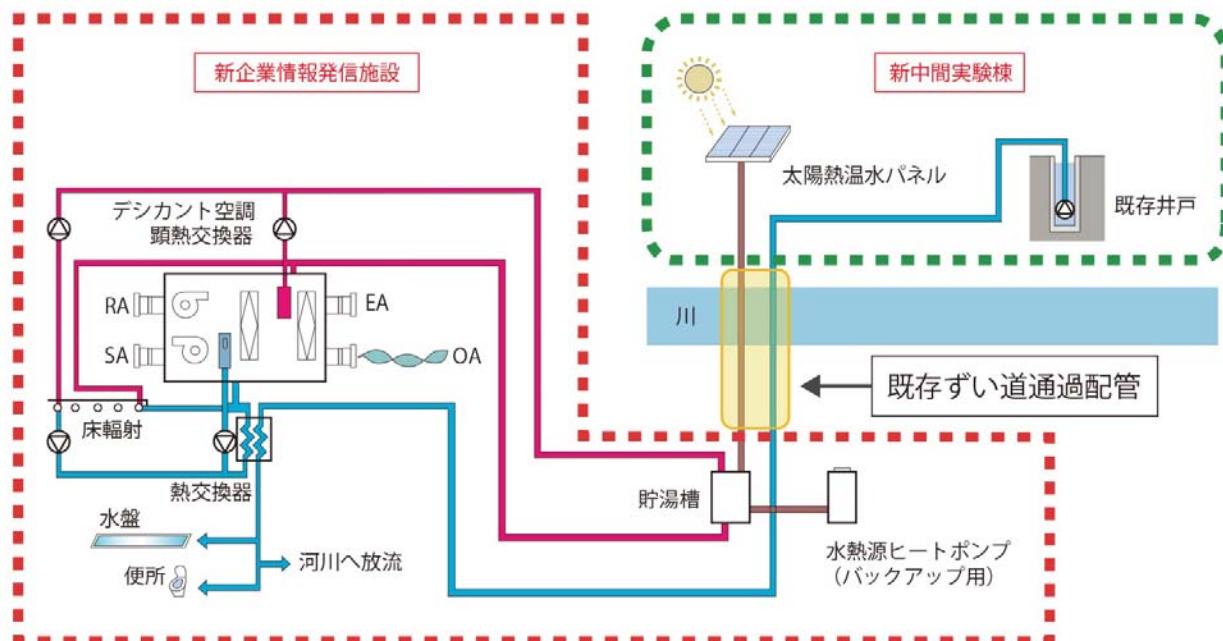 新企業情報発信施設
新中間実験棟
太陽熱温水パネル
既存井戸
デシカント空調
顕熱交換器
RA
EA
SA
OA
川
既存ずい道通過配管
床輻射
熱交換器
貯湯槽
水盤
水熱源ヒートポンプ
（バックアップ用）
河川へ放流
便所